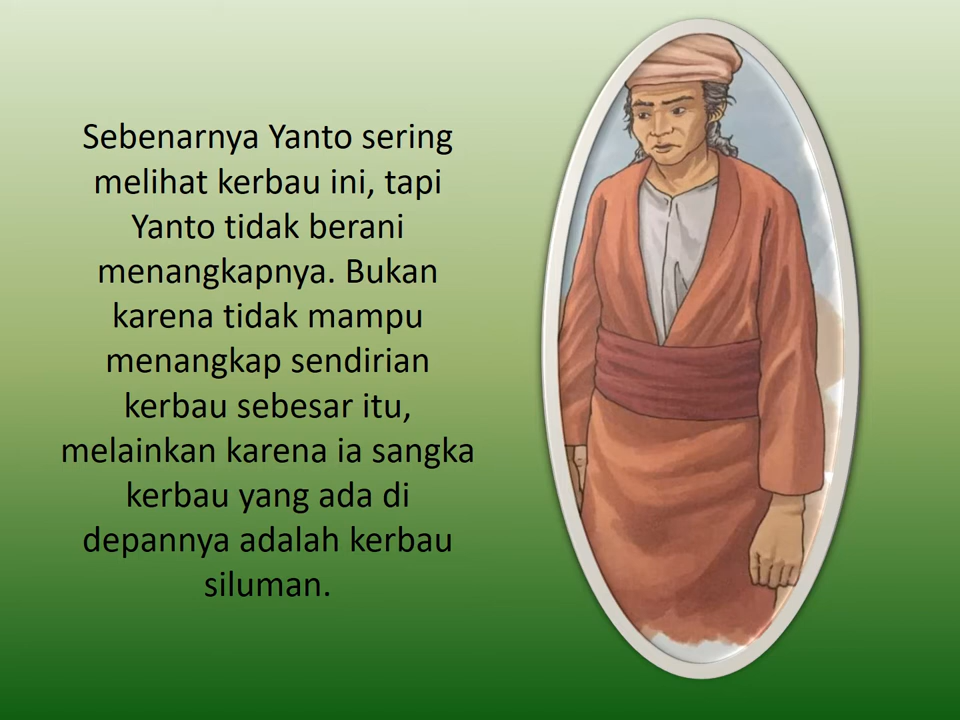 Sebenarnya Yanto sering
melihat kerbau ini, tapi
Yanto tidak berani
menangkapnya. Bukan
karena tidak mampu
menangkap sendirian
kerbau sebesar itu,
melainkan karena ia sangka
kerbau yang ada di
depannya adalah kerbau
siluman.